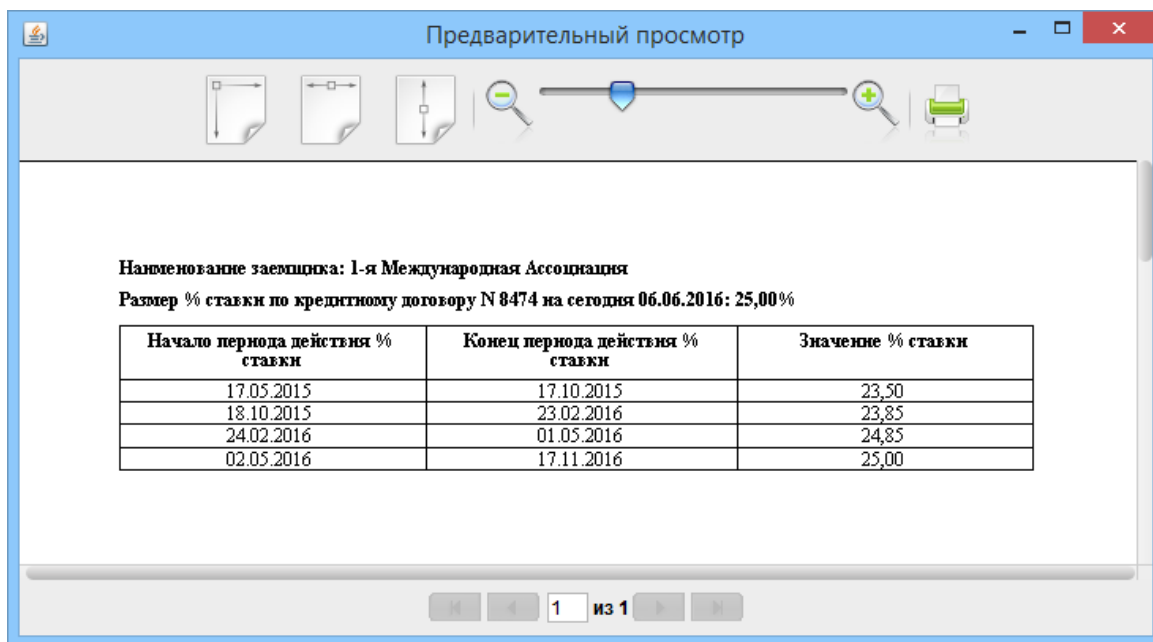 Предварительный просмотр
Наименование заемщика: 1-я Международная Ассоциация
Размер % ставки по кредитному договору N 8474 на сегодня 06.06.2016: 25,00%
Начало периода действия % ставки Конец периода действия % ставки Значение % ставки
17.05.2015 17.10.2015 23,50
18.10.2015 23.02.2016 23,85
24.02.2016 01.05.2016 24,85
02.05.2016 17.11.2016 25,00
1 из 1